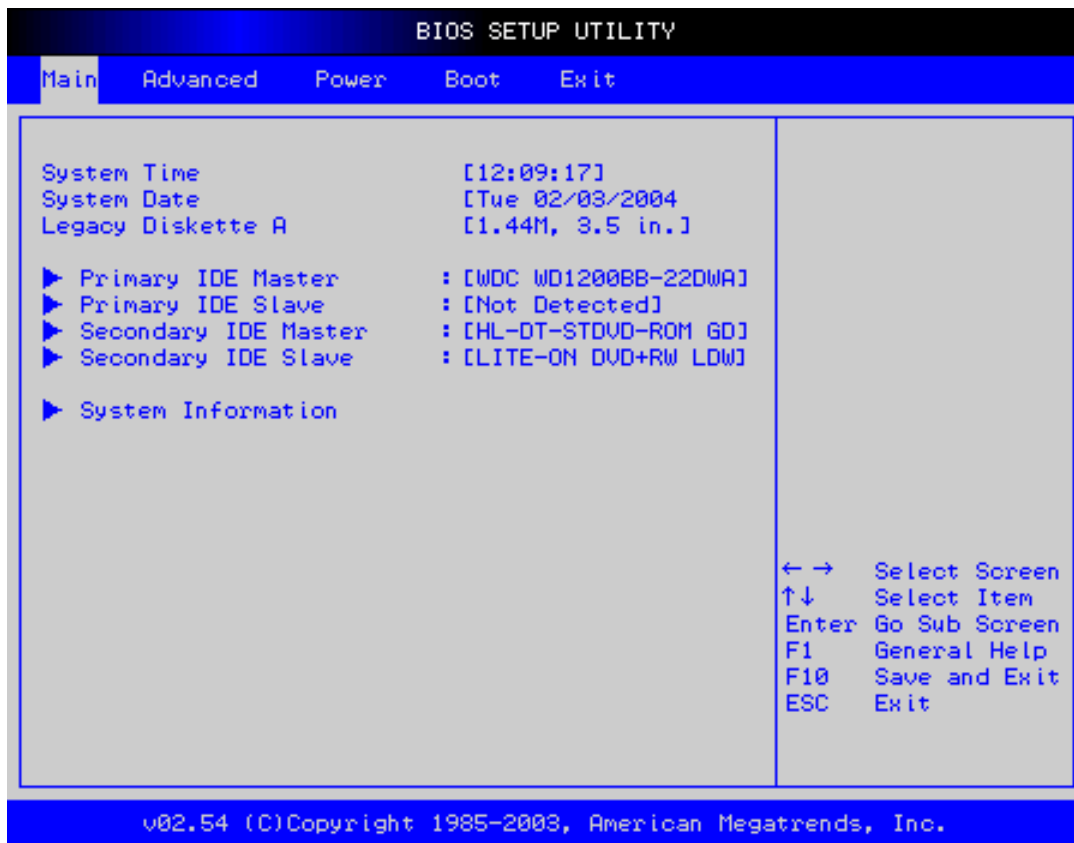 BIOS SETUP UTILITY
Main Advanced Power Boot Exit
System Time [12:09:17]
System Date [Tue 02/03/2004
Legacy Diskette A [1.44M, 3.5 in.]
▶ Primary IDE Master : [WDC WD1200BB-22DWA]
▶ Primary IDE Slave : [Not Detected]
▶ Secondary IDE Master : [HL-DT-STDVD-ROM GD]
▶ Secondary IDE Slave : [LITE-ON DVD+RW LDW]
▶ System Information
← → Select Screen
↑↓ Select Item
Enter Go Sub Screen
F1 General Help
F10 Save and Exit
ESC Exit
v02.54 (C)Copyright 1985-2003, American Megatrends, Inc.